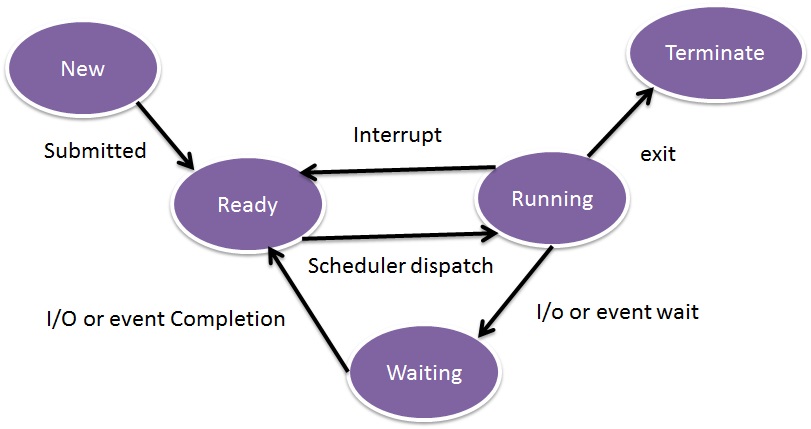 New
Terminate
Submitted
Interrupt
exit
Ready
Running
Scheduler dispatch
I/O or event Completion
I/o or event wait
Waiting